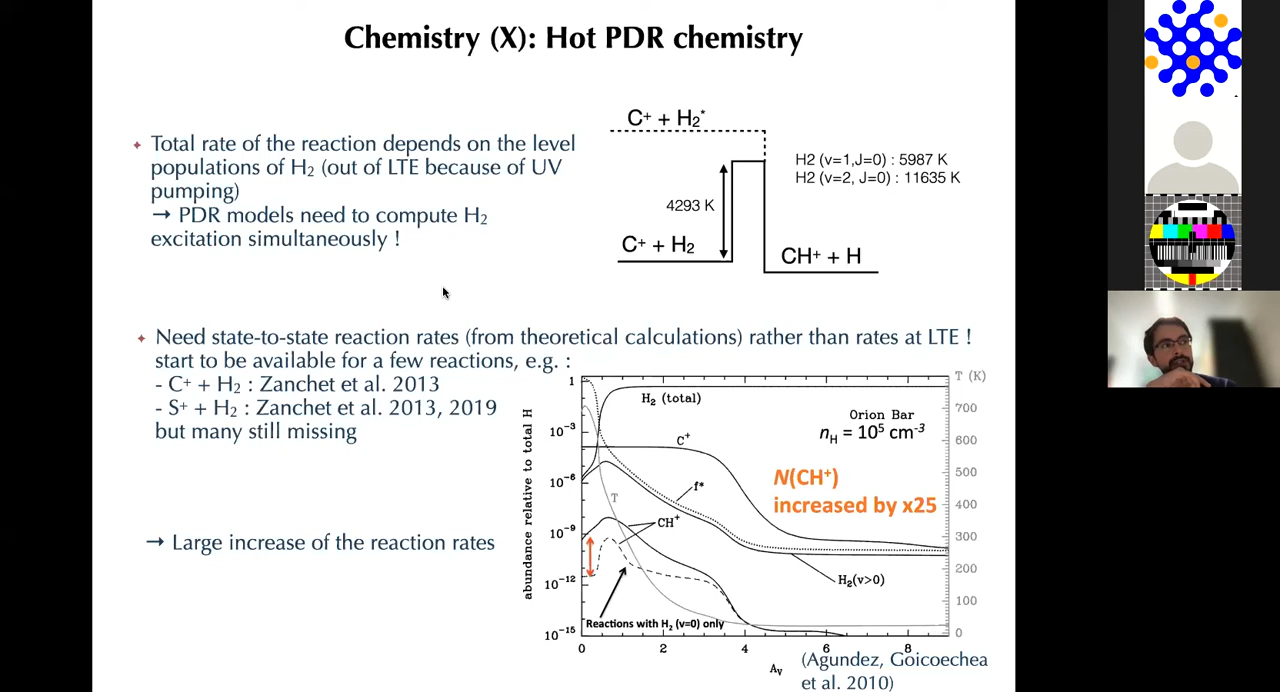 Chemistry (X): Hot PDR chemistry
Total rate of the reaction depends on the level
populations of H₂ (out of LTE because of UV
pumping)
→ PDR models need to compute H₂
excitation simultaneously !
C⁺ + H₂*
H2 (v=1,J=0) : 5987 K
H2 (v=2, J=0) : 11635 K
4293 K
C⁺ + H₂
CH⁺ + H
Need state-to-state reaction rates (from theoretical calculations) rather than rates at LTE !
start to be available for a few reactions, e.g. :
- C⁺ + H₂ : Zanchet et al. 2013
- S⁺ + H₂ : Zanchet et al. 2013, 2019
but many still missing
→ Large increase of the reaction rates
abundance relative to total H
1
10⁻³
10⁻⁶
10⁻⁹
10⁻¹²
10⁻¹⁵
T (K)
700
600
500
400
300
200
100
0
H₂ (total)
Orion Bar
n_H = 10⁵ cm⁻³
C⁺
N(CH⁺)
increased by x25
f*
T
CH⁺
H₂(v>0)
Reactions with H₂ (v=0) only
0
2
4
6
8
Aᵥ
(Agundez, Goicoechea
et al. 2010)